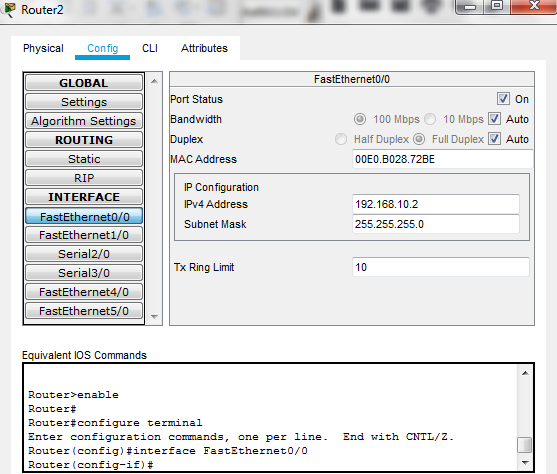 Router2
Physical Config CLI Attributes
GLOBAL
Settings
Algorithm Settings
ROUTING
Static
RIP
INTERFACE
FastEthernet0/0
FastEthernet1/0
Serial2/0
Serial3/0
FastEthernet4/0
FastEthernet5/0
FastEthernet0/0
Port Status On
Bandwidth 100 Mbps 10 Mbps Auto
Duplex Half Duplex Full Duplex Auto
MAC Address 00E0.B028.72BE
IP Configuration
IPv4 Address 192.168.10.2
Subnet Mask 255.255.255.0
Tx Ring Limit 10
Equivalent IOS Commands
Router>enable
Router#
Router#configure terminal
Enter configuration commands, one per line.  End with CNTL/Z.
Router(config)#interface FastEthernet0/0
Router(config-if)#